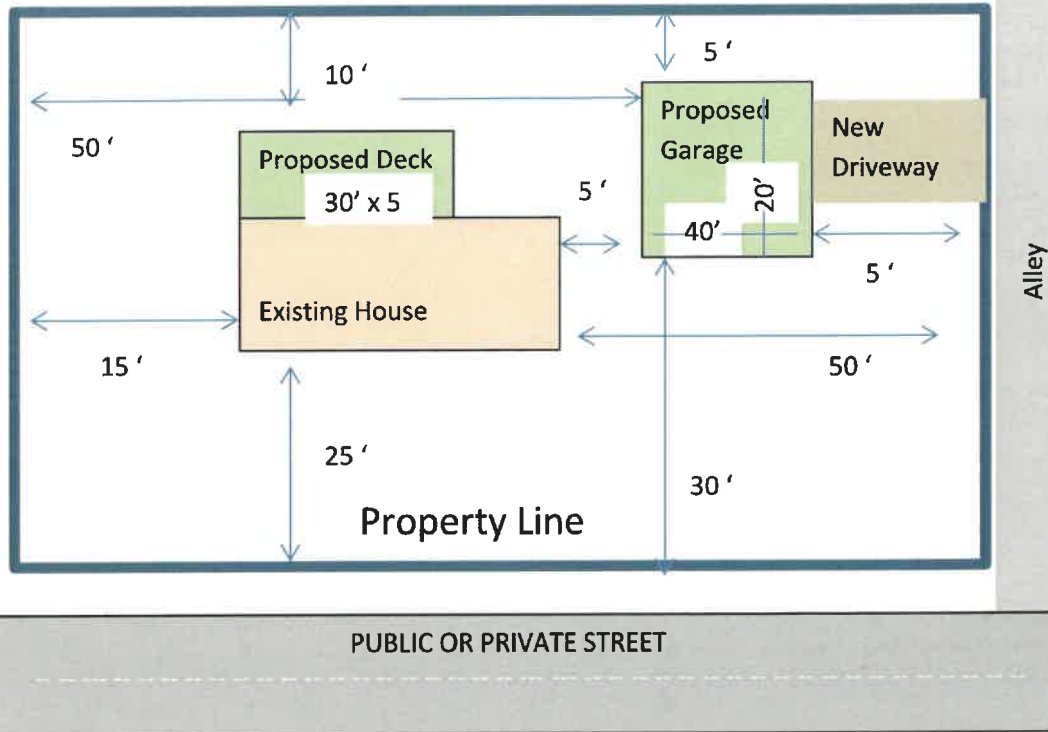 5 ‘
10 ‘
Proposed
Garage
New
Driveway
50 ‘
Proposed Deck
30’ x 5
5 ‘
20’
40’
5 ‘
Alley
Existing House
15 ‘
50 ‘
25 ‘
30 ‘
Property Line
PUBLIC OR PRIVATE STREET